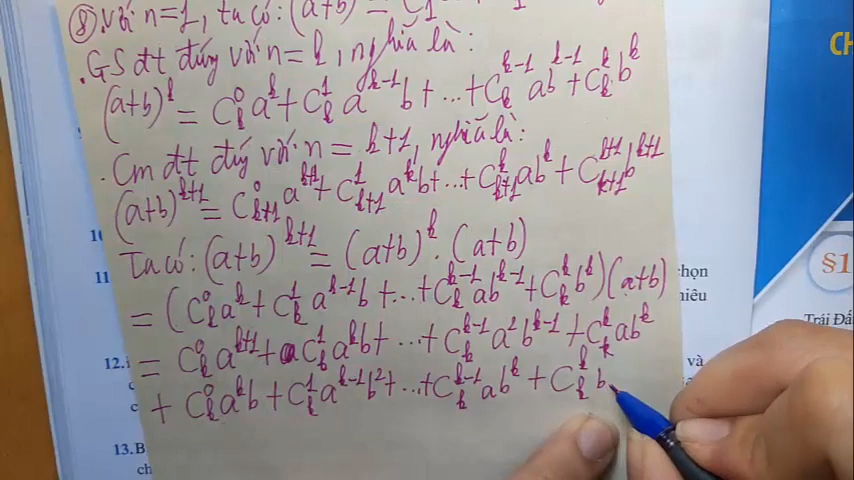 ⑧. Với n=1, ta có: (a+b) = C
. GS đt đúng với n= k, nghĩa là:
(a+b)^k = C_k^0 a^k + C_k^1 a^{k-1} b + ... + C_k^{k-1} ab^{k-1} + C_k^k b^k
. Cm đt đg với n = k+1, nghĩa là:
(a+b)^{k+1} = C_{k+1}^0 a^{k+1} + C_{k+1}^1 a^k b + ... + C_{k+1}^k ab^k + C_{k+1}^{k+1} b^{k+1}
Ta có: (a+b)^{k+1} = (a+b)^k . (a+b)
= (C_k^0 a^k + C_k^1 a^{k-1} b + ... + C_k^{k-1} ab^{k-1} + C_k^k b^k)(a+b)
= C_k^0 a^{k+1} + C_k^1 a^k b + ... + C_k^{k-1} a^2 b^{k-1} + C_k^k ab^k
+ C_k^0 a^k b + C_k^1 a^{k-1} b^2 + ... + C_k^{k-1} ab^k + C_k^k b
10
11
12.
13. B
ch
chọn
hiêu
và
CH
§1
Trái Đấ